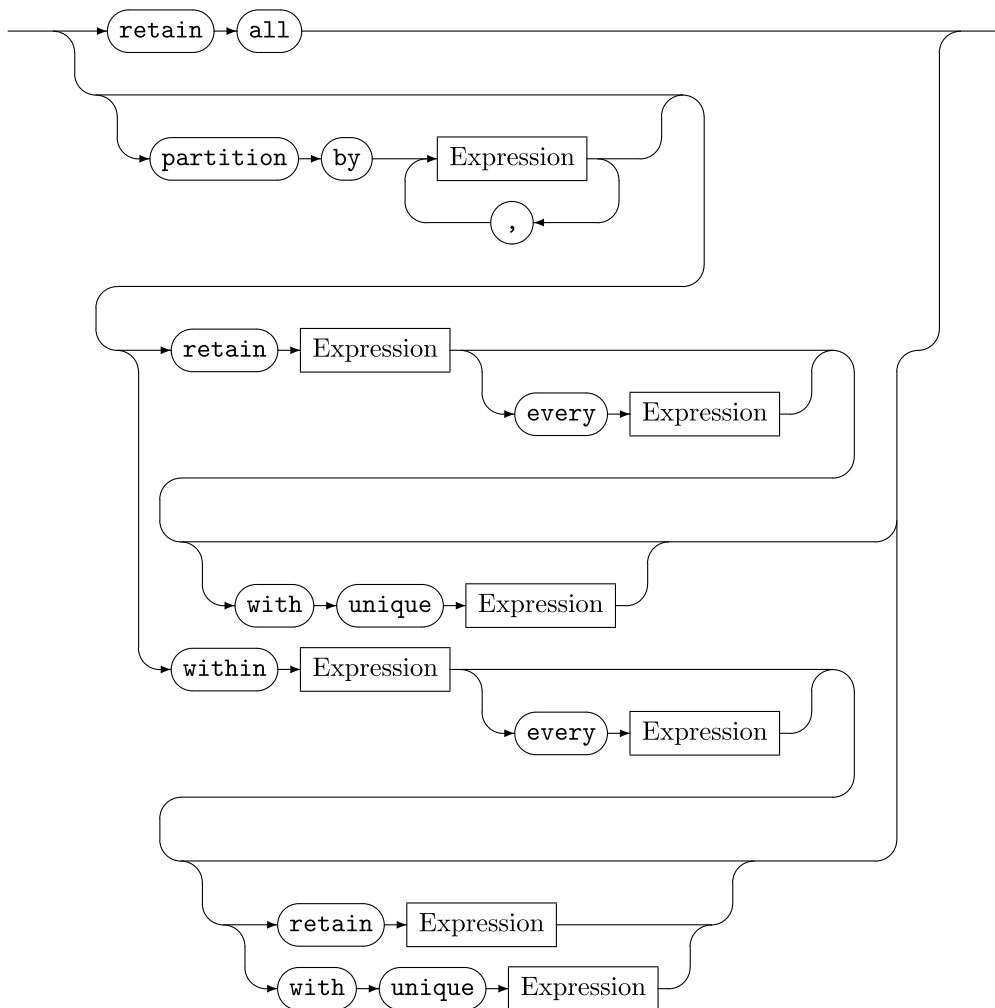 retain all
partition by Expression
,
retain Expression
every Expression
with unique Expression
within Expression
every Expression
retain Expression
with unique Expression